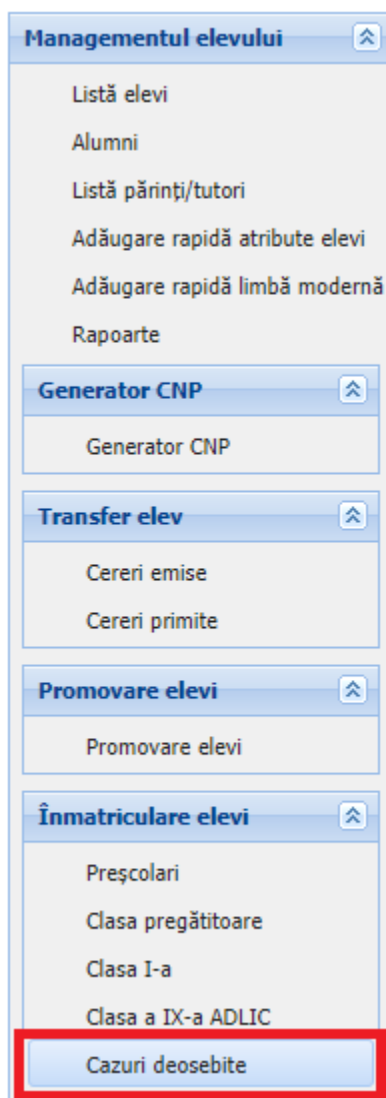 Managementul elevului
Listă elevi
Alumni
Listă părinți/tutori
Adăugare rapidă atribute elevi
Adăugare rapidă limbă modernă
Rapoarte
Generator CNP
Generator CNP
Transfer elev
Cereri emise
Cereri primite
Promovare elevi
Promovare elevi
Înmatriculare elevi
Preșcolari
Clasa pregătitoare
Clasa I-a
Clasa a IX-a ADLIC
Cazuri deosebite